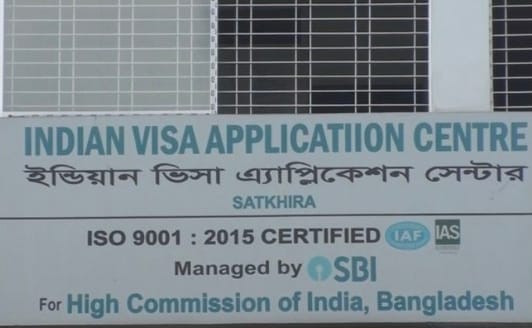 INDIAN VISA APPLICATIION CENTRE
ইন্ডিয়ান ভিসা এ্যাপ্লিকেশন সেন্টার
SATKHIRA
ISO 9001 : 2015 CERTIFIED IAF IAS
Managed by SBI
For High Commission of India, Bangladesh